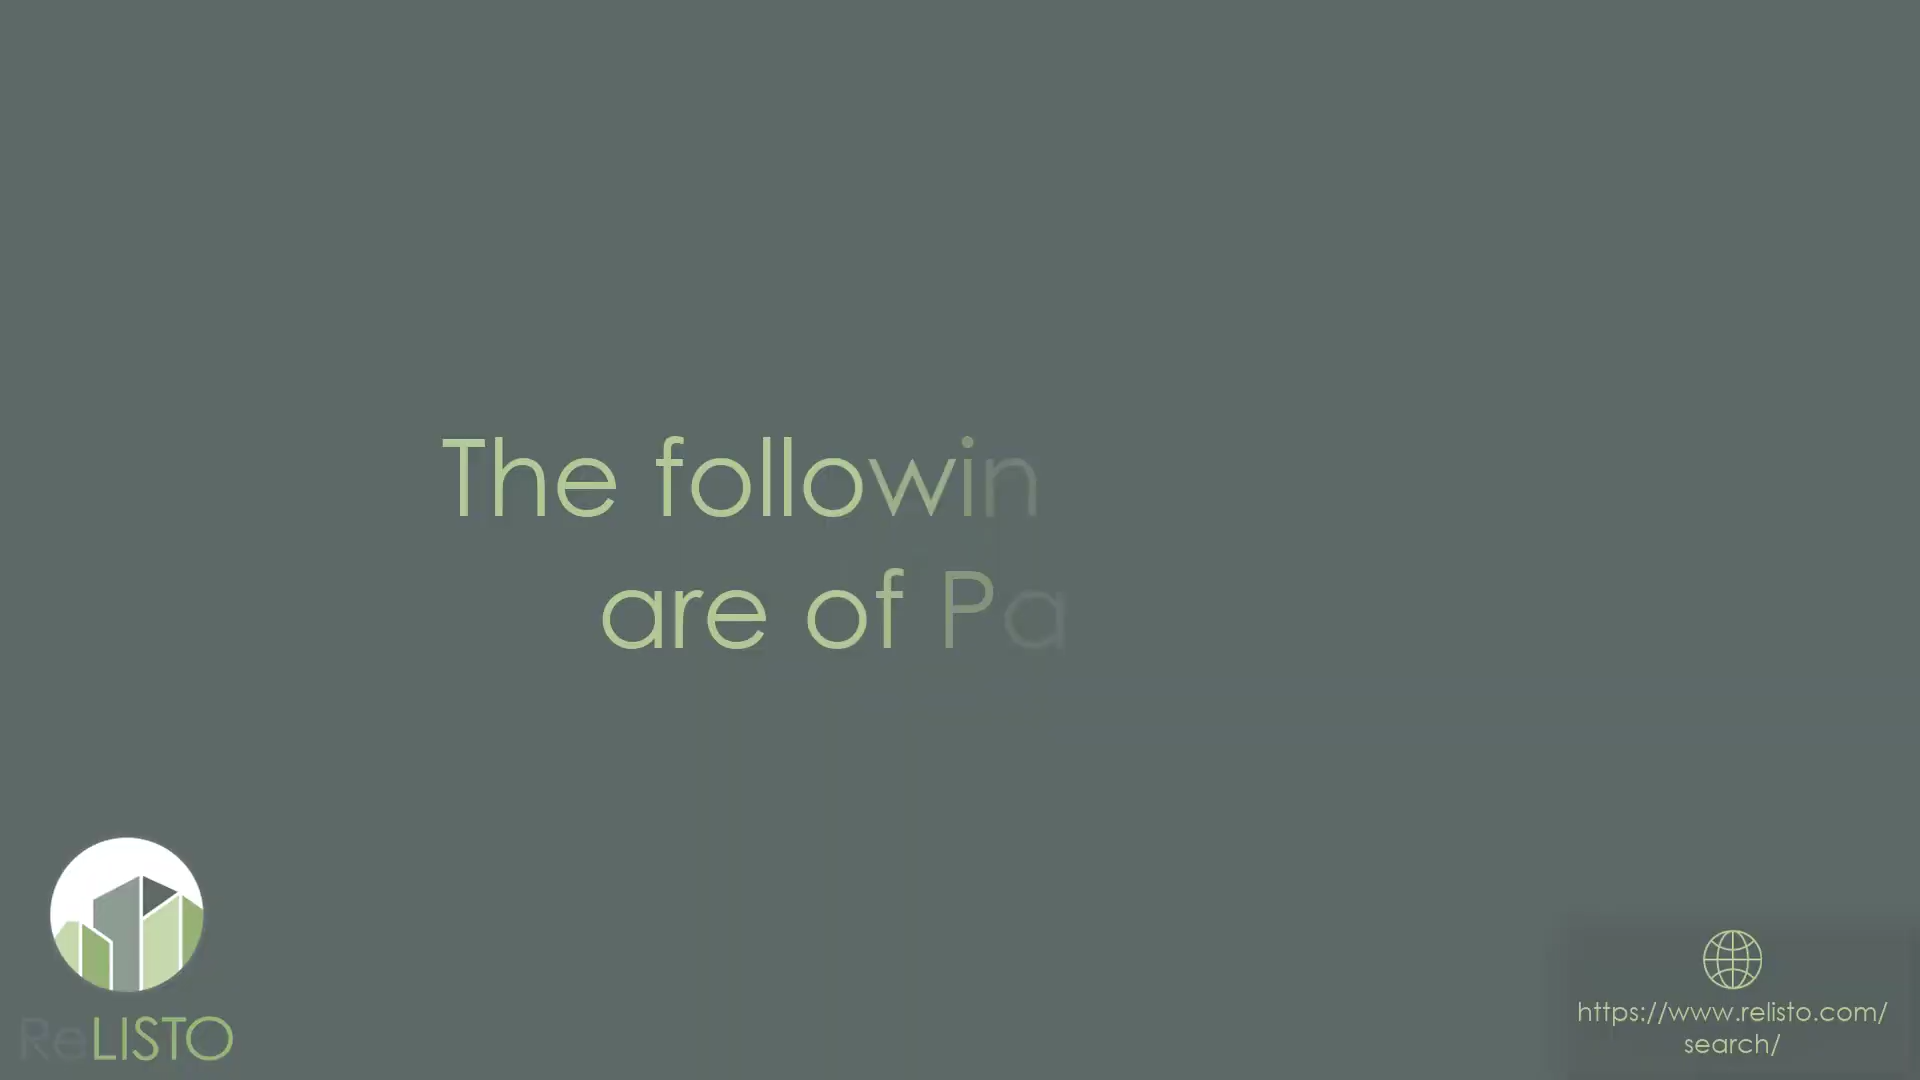 The followin
are of Pa
ReLISTO
https://www.relisto.com/
search/